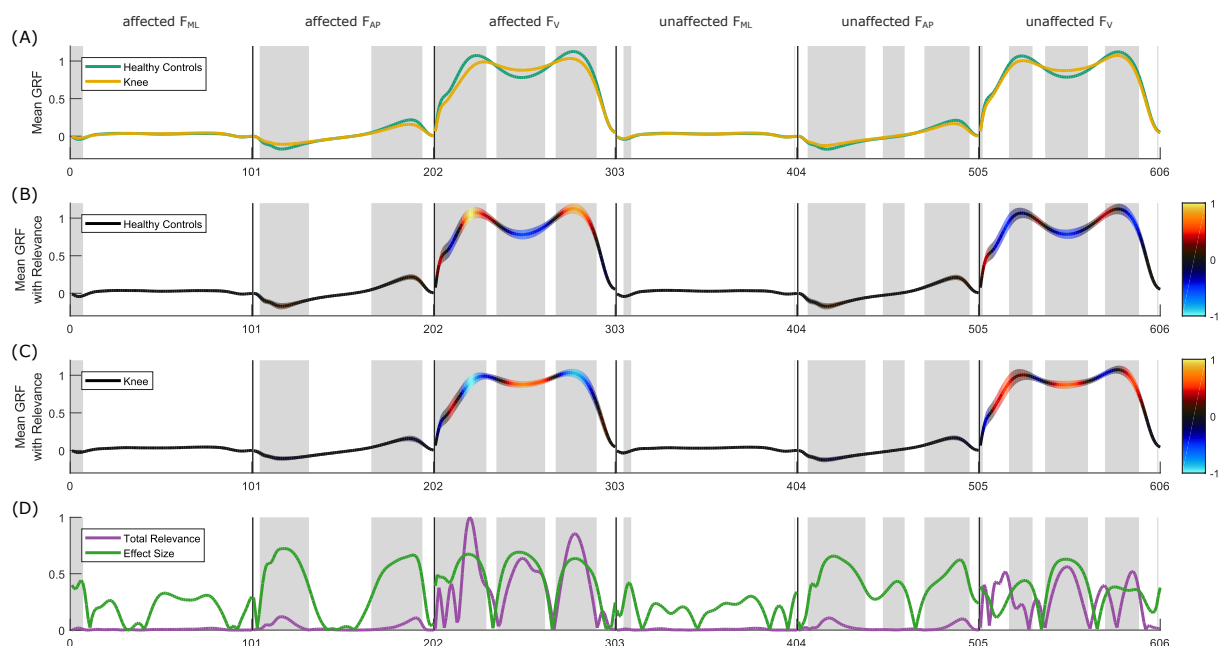 affected F_ML affected F_AP affected F_V unaffected F_ML unaffected F_AP unaffected F_V
(A)
Mean GRF
1
0.5
0
Healthy Controls
Knee
0 101 202 303 404 505 606
(B)
Mean GRF
with Relevance
1
0.5
0
Healthy Controls
0 101 202 303 404 505 606
1
0
-1
(C)
Mean GRF
with Relevance
1
0.5
0
Knee
0 101 202 303 404 505 606
1
0
-1
(D)
1
0.5
0
Total Relevance
Effect Size
0 101 202 303 404 505 606